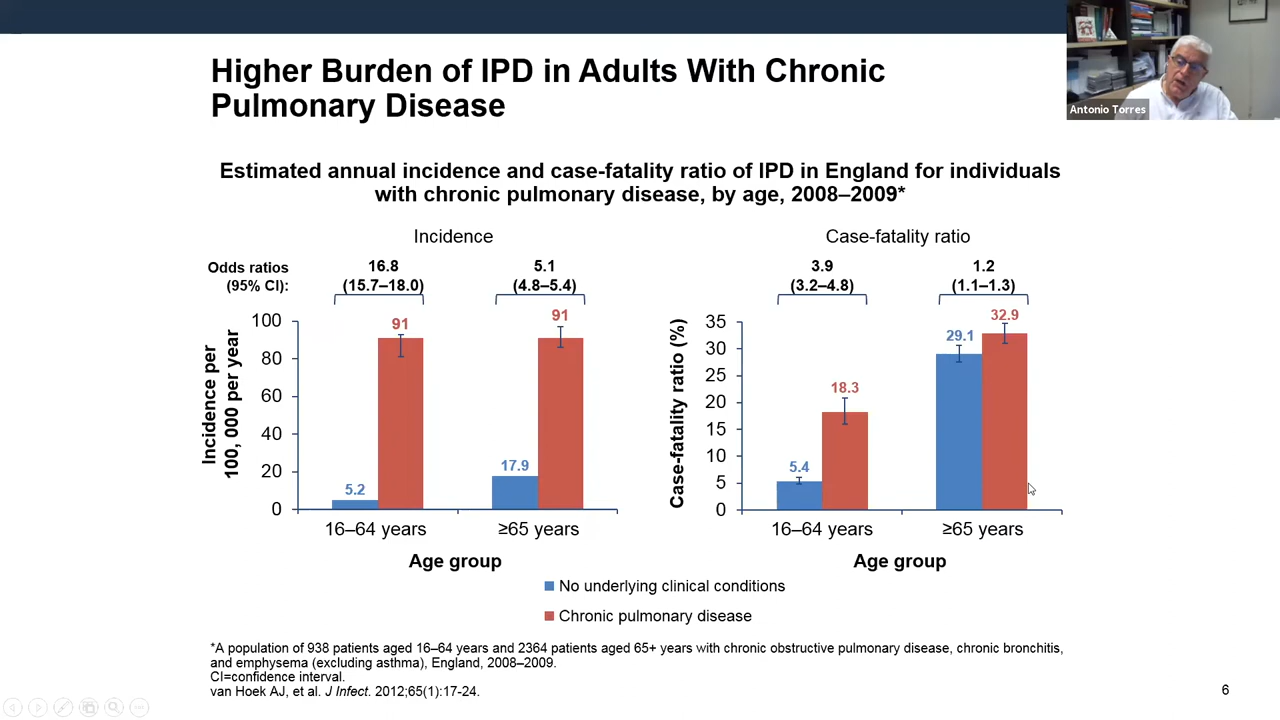 Higher Burden of IPD in Adults With Chronic
Pulmonary Disease
Antonio Torres
Estimated annual incidence and case-fatality ratio of IPD in England for individuals
with chronic pulmonary disease, by age, 2008–2009*
Incidence
Odds ratios
(95% CI):
16.8
(15.7–18.0)
5.1
(4.8–5.4)
Incidence per
100, 000 per year
100
80
60
40
20
0
5.2
91
17.9
91
16–64 years
≥65 years
Age group
Case-fatality ratio
3.9
(3.2–4.8)
1.2
(1.1–1.3)
Case-fatality ratio (%)
35
30
25
20
15
10
5
0
5.4
18.3
29.1
32.9
16–64 years
≥65 years
Age group
No underlying clinical conditions
Chronic pulmonary disease
*A population of 938 patients aged 16–64 years and 2364 patients aged 65+ years with chronic obstructive pulmonary disease, chronic bronchitis,
and emphysema (excluding asthma), England, 2008–2009.
CI=confidence interval.
van Hoek AJ, et al. J Infect. 2012;65(1):17-24.
6